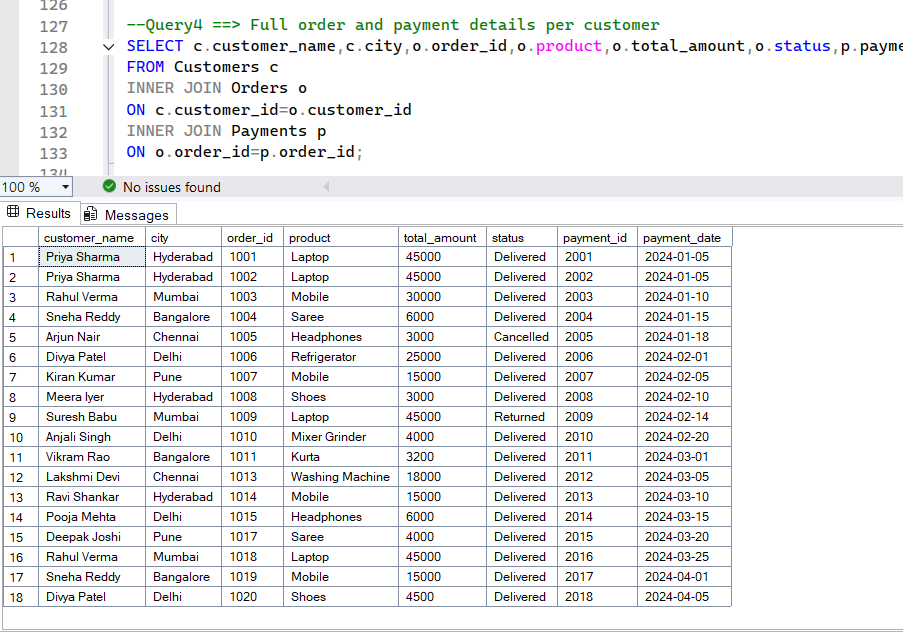 126
127 --Query4 ==> Full order and payment details per customer
128 SELECT c.customer_name,c.city,o.order_id,o.product,o.total_amount,o.status,p.payme
129 FROM Customers c
130 INNER JOIN Orders o
131 ON c.customer_id=o.customer_id
132 INNER JOIN Payments p
133 ON o.order_id=p.order_id;
134
100 % No issues found
Results Messages
customer_name city order_id product total_amount status payment_id payment_date
1 Priya Sharma Hyderabad 1001 Laptop 45000 Delivered 2001 2024-01-05
2 Priya Sharma Hyderabad 1002 Laptop 45000 Delivered 2002 2024-01-05
3 Rahul Verma Mumbai 1003 Mobile 30000 Delivered 2003 2024-01-10
4 Sneha Reddy Bangalore 1004 Saree 6000 Delivered 2004 2024-01-15
5 Arjun Nair Chennai 1005 Headphones 3000 Cancelled 2005 2024-01-18
6 Divya Patel Delhi 1006 Refrigerator 25000 Delivered 2006 2024-02-01
7 Kiran Kumar Pune 1007 Mobile 15000 Delivered 2007 2024-02-05
8 Meera Iyer Hyderabad 1008 Shoes 3000 Delivered 2008 2024-02-10
9 Suresh Babu Mumbai 1009 Laptop 45000 Returned 2009 2024-02-14
10 Anjali Singh Delhi 1010 Mixer Grinder 4000 Delivered 2010 2024-02-20
11 Vikram Rao Bangalore 1011 Kurta 3200 Delivered 2011 2024-03-01
12 Lakshmi Devi Chennai 1013 Washing Machine 18000 Delivered 2012 2024-03-05
13 Ravi Shankar Hyderabad 1014 Mobile 15000 Delivered 2013 2024-03-10
14 Pooja Mehta Delhi 1015 Headphones 6000 Delivered 2014 2024-03-15
15 Deepak Joshi Pune 1017 Saree 4000 Delivered 2015 2024-03-20
16 Rahul Verma Mumbai 1018 Laptop 45000 Delivered 2016 2024-03-25
17 Sneha Reddy Bangalore 1019 Mobile 15000 Delivered 2017 2024-04-01
18 Divya Patel Delhi 1020 Shoes 4500 Delivered 2018 2024-04-05